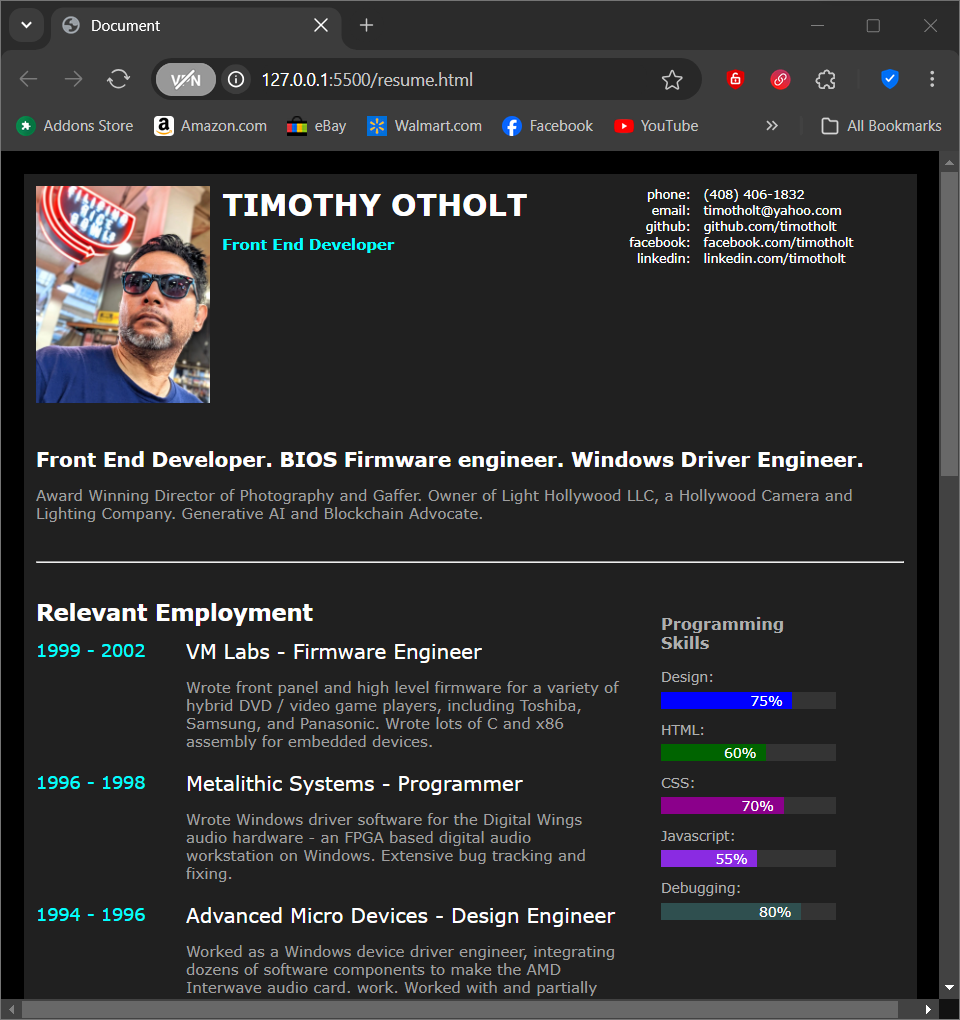 Document
VPN
127.0.0.1:5500/resume.html
Addons Store
Amazon.com
eBay
Walmart.com
Facebook
YouTube
All Bookmarks
TIMOTHY OTHOLT
Front End Developer
phone: (408) 406-1832
email: timotholt@yahoo.com
github: github.com/timotholt
facebook: facebook.com/timotholt
linkedin: linkedin.com/timotholt
Front End Developer. BIOS Firmware engineer. Windows Driver Engineer.
Award Winning Director of Photography and Gaffer. Owner of Light Hollywood LLC, a Hollywood Camera and
Lighting Company. Generative AI and Blockchain Advocate.
Relevant Employment
1999 - 2002
VM Labs - Firmware Engineer
Wrote front panel and high level firmware for a variety of
hybrid DVD / video game players, including Toshiba,
Samsung, and Panasonic. Wrote lots of C and x86
assembly for embedded devices.
1996 - 1998
Metalithic Systems - Programmer
Wrote Windows driver software for the Digital Wings
audio hardware - an FPGA based digital audio
workstation on Windows. Extensive bug tracking and
fixing.
1994 - 1996
Advanced Micro Devices - Design Engineer
Worked as a Windows device driver engineer, integrating
dozens of software components to make the AMD
Interwave audio card. work. Worked with and partially
Programming
Skills
Design:
75%
HTML:
60%
CSS:
70%
Javascript:
55%
Debugging:
80%